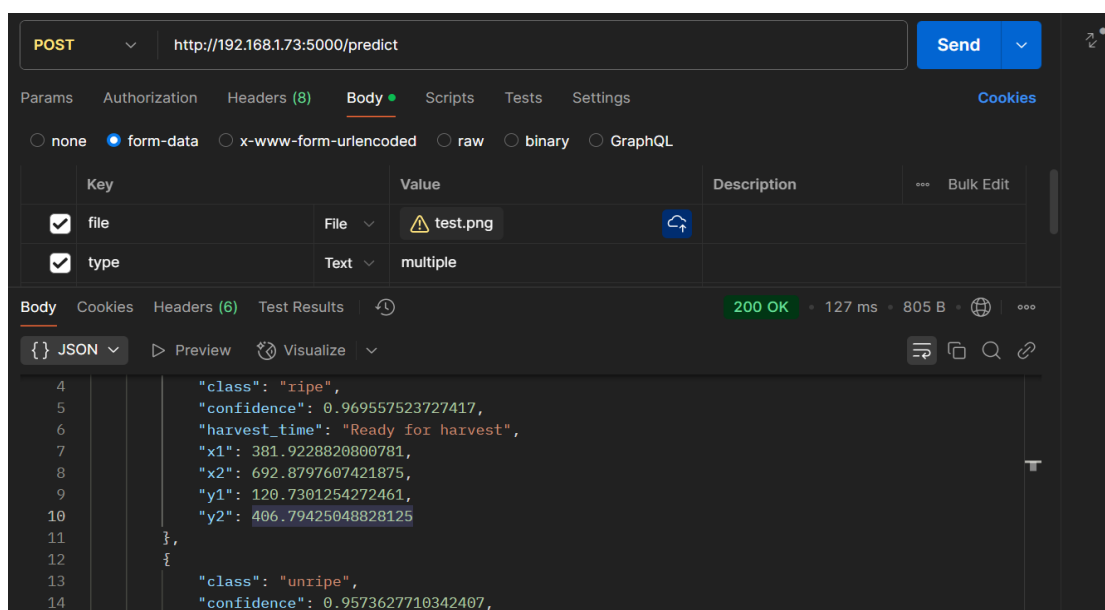 POST http://192.168.1.73:5000/predict Send
Params Authorization Headers (8) Body Scripts Tests Settings Cookies
none form-data x-www-form-urlencoded raw binary GraphQL
Key Value Description Bulk Edit
file File test.png
type Text multiple
Body Cookies Headers (6) Test Results 200 OK 127 ms 805 B
{} JSON Preview Visualize
4 "class": "ripe",
5 "confidence": 0.969557523727417,
6 "harvest_time": "Ready for harvest",
7 "x1": 381.9228820800781,
8 "x2": 692.8797607421875,
9 "y1": 120.7301254272461,
10 "y2": 406.79425048828125
11 },
12 {
13 "class": "unripe",
14 "confidence": 0.9573627710342407,